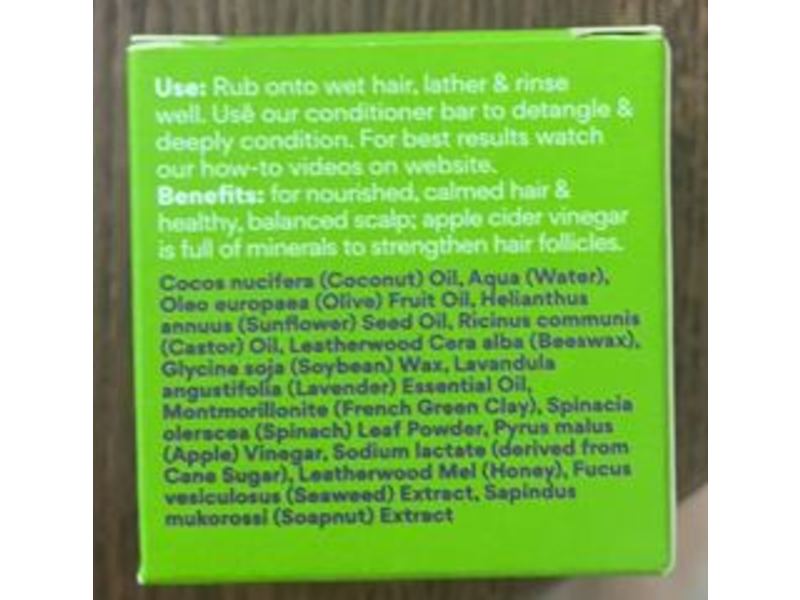 Use: Rub onto wet hair, lather & rinse
well. Use our conditioner bar to detangle &
deeply condition. For best results watch
our how-to videos on website.
Benefits: for nourished, calmed hair &
healthy, balanced scalp; apple cider vinegar
is full of minerals to strengthen hair follicles.
Cocos nucifera (Coconut) Oil, Aqua (Water),
Oleo europaea (Olive) Fruit Oil, Helianthus
annuus (Sunflower) Seed Oil, Ricinus communis
(Castor) Oil, Leatherwood Cera alba (Beeswax),
Glycine soja (Soybean) Wax, Lavandula
angustifolia (Lavender) Essential Oil,
Montmorillonite (French Green Clay), Spinacia
oleracea (Spinach) Leaf Powder, Pyrus malus
(Apple) Vinegar, Sodium lactate (derived from
Cane Sugar), Leatherwood Mel (Honey), Fucus
vesiculosus (Seaweed) Extract, Sapindus
mukorossi (Soapnut) Extract